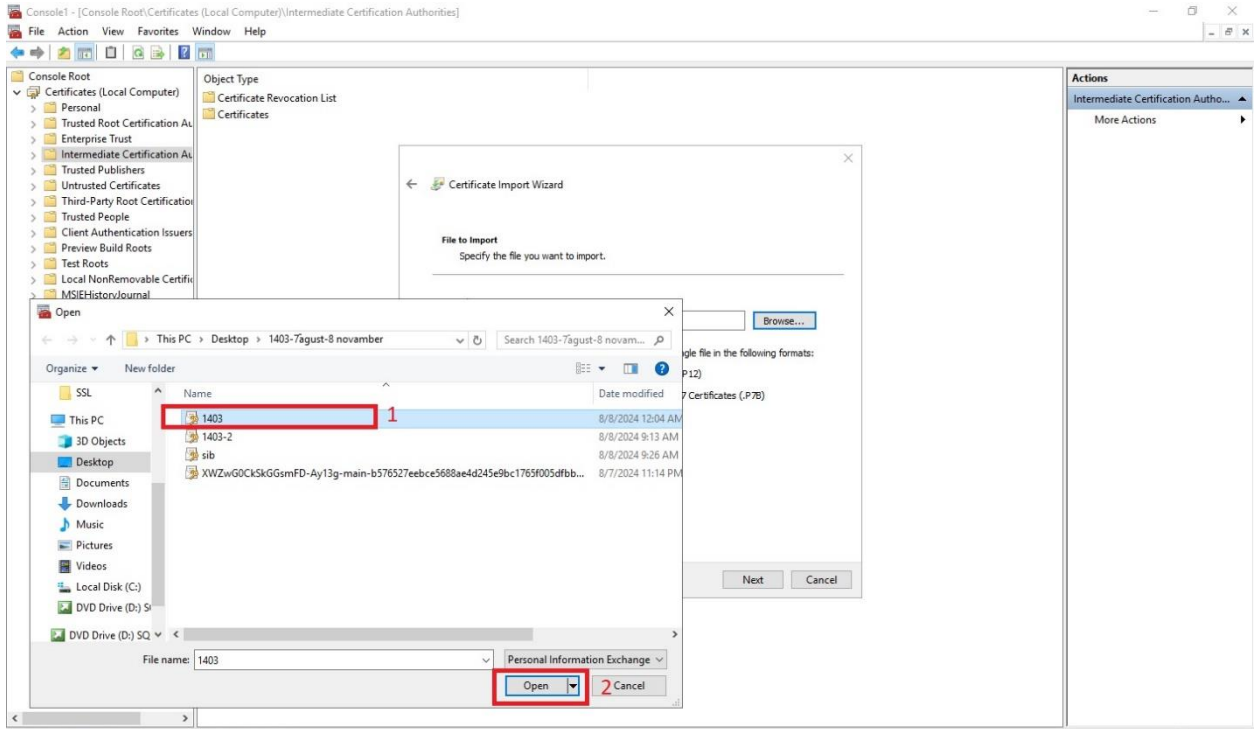 Console1 - [Console Root\Certificates (Local Computer)\Intermediate Certification Authorities]
File Action View Favorites Window Help
Console Root
Certificates (Local Computer)
Personal
Trusted Root Certification Au
Enterprise Trust
Intermediate Certification Au
Trusted Publishers
Untrusted Certificates
Third-Party Root Certification
Trusted People
Client Authentication Issuers
Preview Build Roots
Test Roots
Local NonRemovable Certific
MSIEHistoryJournal
Object Type
Certificate Revocation List
Certificates
Actions
Intermediate Certification Autho...
More Actions
Certificate Import Wizard
File to Import
Specify the file you want to import.
Browse...
gle file in the following formats:
P12)
7 Certificates (.P7B)
Next Cancel
Open
This PC > Desktop > 1403-7agust-8 novamber
Search 1403-7agust-8 novam...
Organize New folder
SSL
This PC
3D Objects
Desktop
Documents
Downloads
Music
Pictures
Videos
Local Disk (C:)
DVD Drive (D:) S
DVD Drive (D:) SQ
Name Date modified
1403 1 8/8/2024 12:04 AM
1403-2 8/8/2024 9:13 AM
sib 8/8/2024 9:26 AM
XWZwG0CkSkGGsmFD-Ay13g-main-b576527eebce5688ae4d245e9bc1765f005dfbb... 8/7/2024 11:14 PM
File name: 1403 Personal Information Exchange
Open 2 Cancel